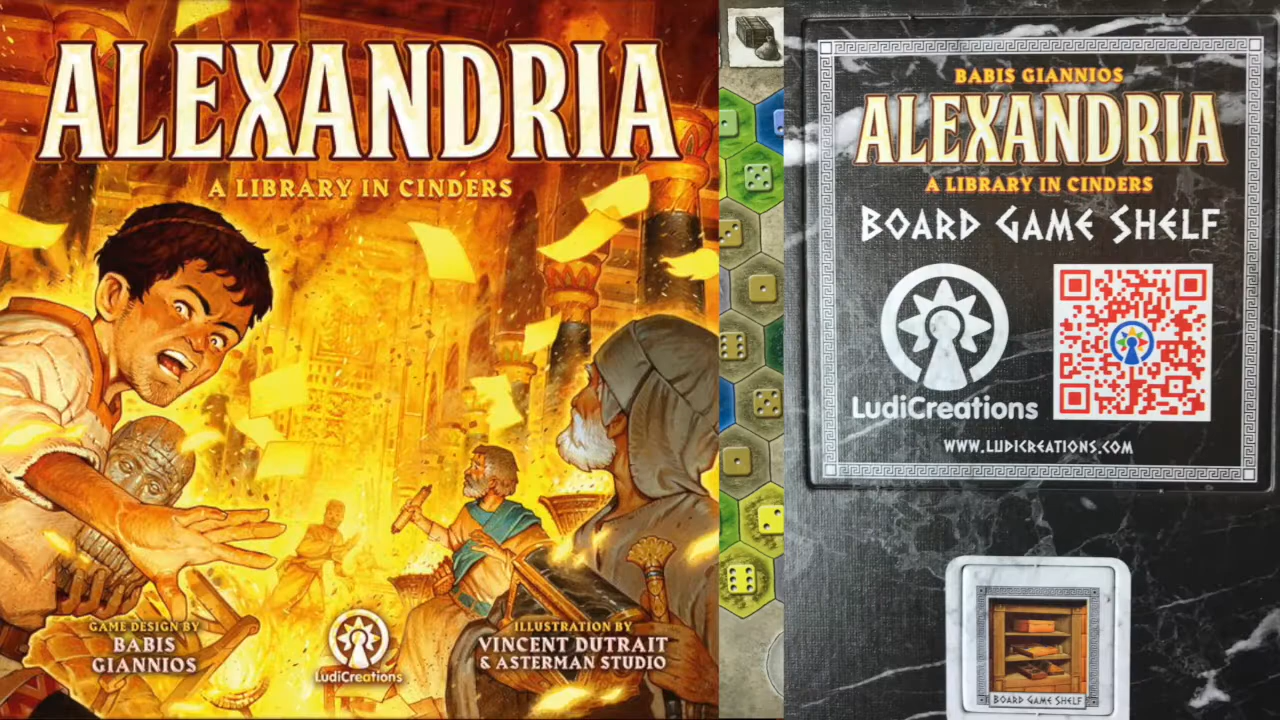 ALEXANDRIA
A LIBRARY IN CINDERS
GAME DESIGN BY
BABIS
GIANNIOS
LudiCreations
ILLUSTRATION BY
VINCENT DUTRAIT
& ASTERMAN STUDIO
BABIS GIANNIOS
ALEXANDRIA
A LIBRARY IN CINDERS
BOARD GAME SHELF
LudiCreations
WWW.LUDICREATIONS.COM
BOARD GAME SHELF